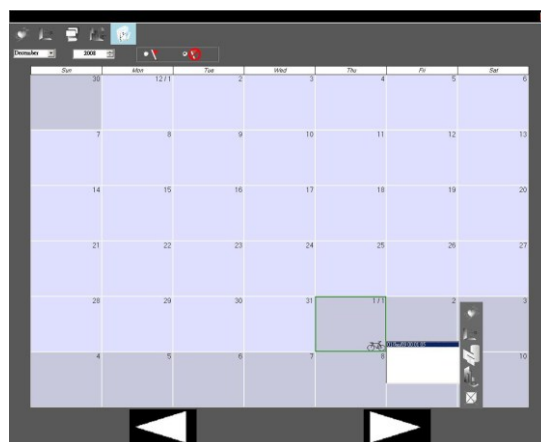 December 2008
Sun Mon Tue Wed Thu Fri Sat
30 12/1 2 3 4 5 6
7 8 9 10 11 12 13
14 15 16 17 18 19 20
21 22 23 24 25 26 27
28 29 30 31 1/1 2 3
4 5 6 7 8 10